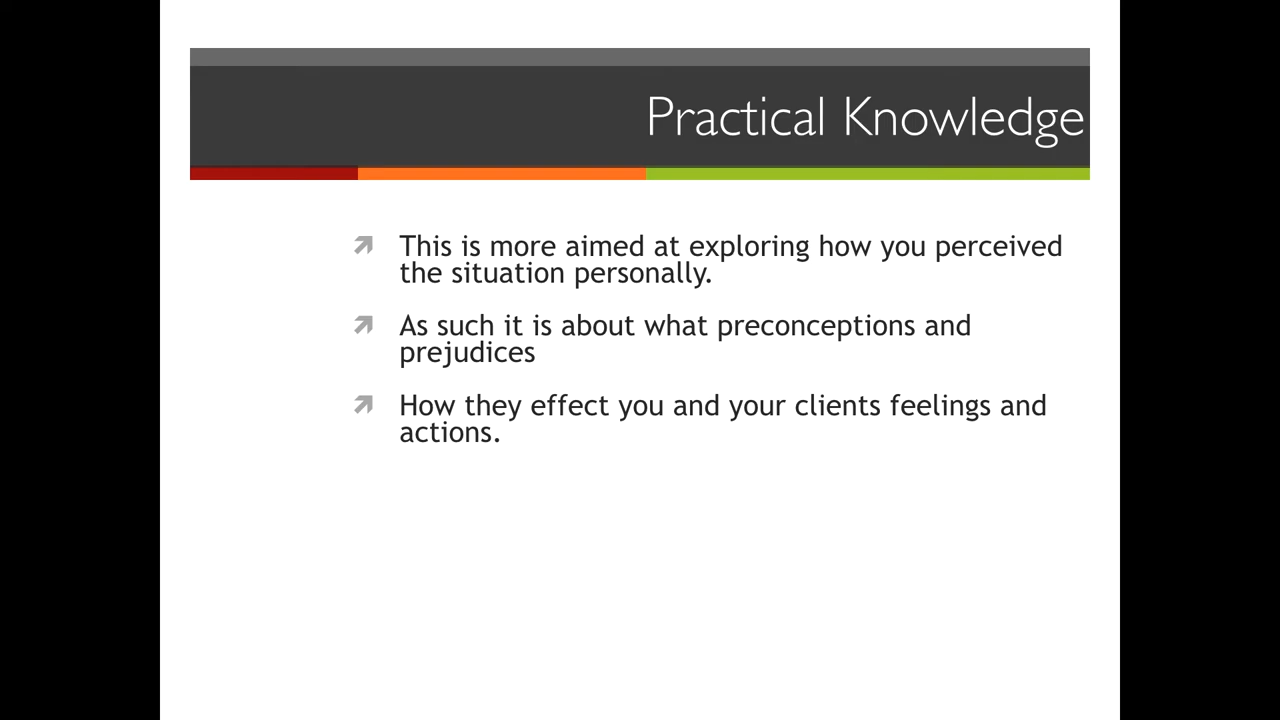 Practical Knowledge
This is more aimed at exploring how you perceived
the situation personally.
As such it is about what preconceptions and
prejudices
How they effect you and your clients feelings and
actions.